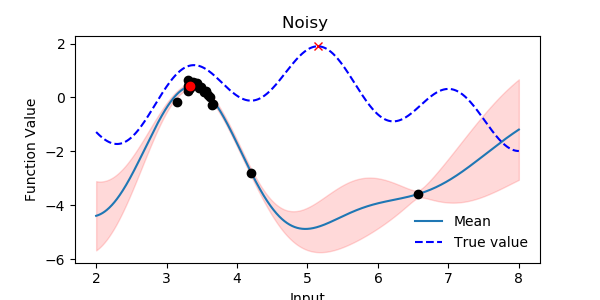 Noisy
Function Value
2
0
−2
−4
−6
Mean
True value
2 3 4 5 6 7 8
Input